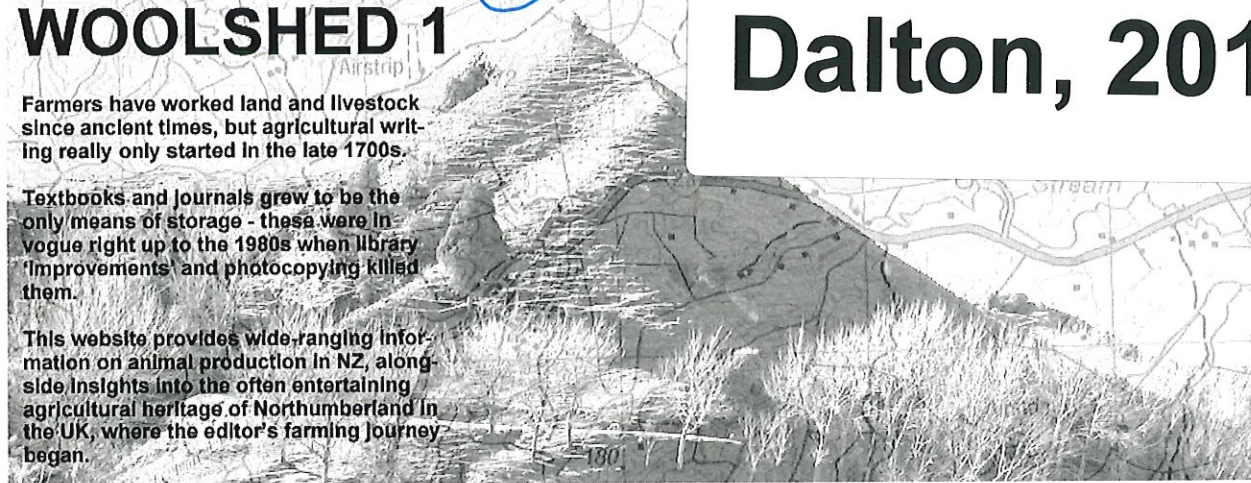 WOOLSHED 1
Dalton, 201
Airstrip
Farmers have worked land and livestock
since ancient times, but agricultural writ-
ing really only started in the late 1700s.
Textbooks and journals grew to be the
only means of storage - these were in
vogue right up to the 1980s when library
'improvements' and photocopying killed
them.
This website provides wide-ranging infor-
mation on animal production in NZ, along-
side insights into the often entertaining
agricultural heritage of Northumberland in
the UK, where the editor's farming journey
began.
Stream
180